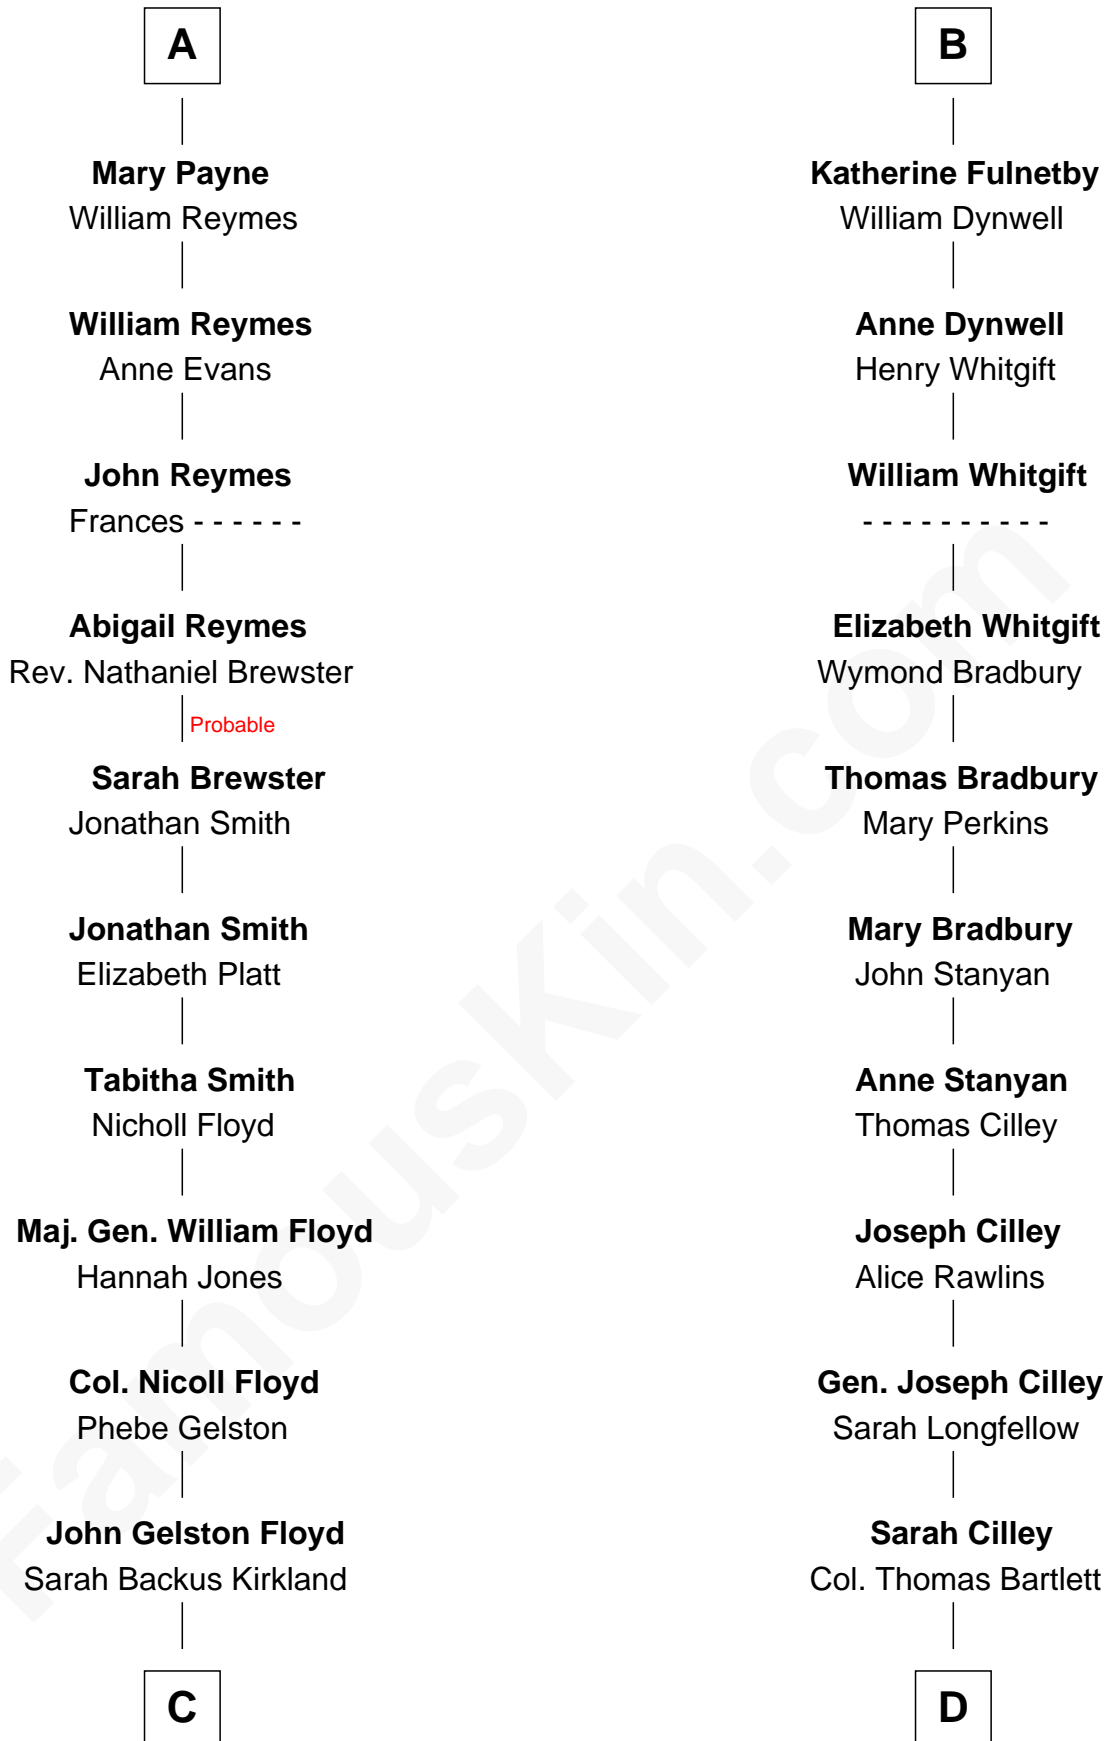 A
Mary Payne
William Reymes
William Reymes
Anne Evans
John Reymes
Frances - - - - - -
Abigail Reymes
Rev. Nathaniel Brewster
Probable
Sarah Brewster
Jonathan Smith
Jonathan Smith
Elizabeth Platt
Tabitha Smith
Nicholl Floyd
Maj. Gen. William Floyd
Hannah Jones
Col. Nicoll Floyd
Phebe Gelston
John Gelston Floyd
Sarah Backus Kirkland
C
B
Katherine Fulnetby
William Dynwell
Anne Dynwell
Henry Whitgift
William Whitgift
- - - - - - - - - -
Elizabeth Whitgift
Wymond Bradbury
Thomas Bradbury
Mary Perkins
Mary Bradbury
John Stanyan
Anne Stanyan
Thomas Cilley
Joseph Cilley
Alice Rawlins
Gen. Joseph Cilley
Sarah Longfellow
Sarah Cilley
Col. Thomas Bartlett
D
FamousKin.com